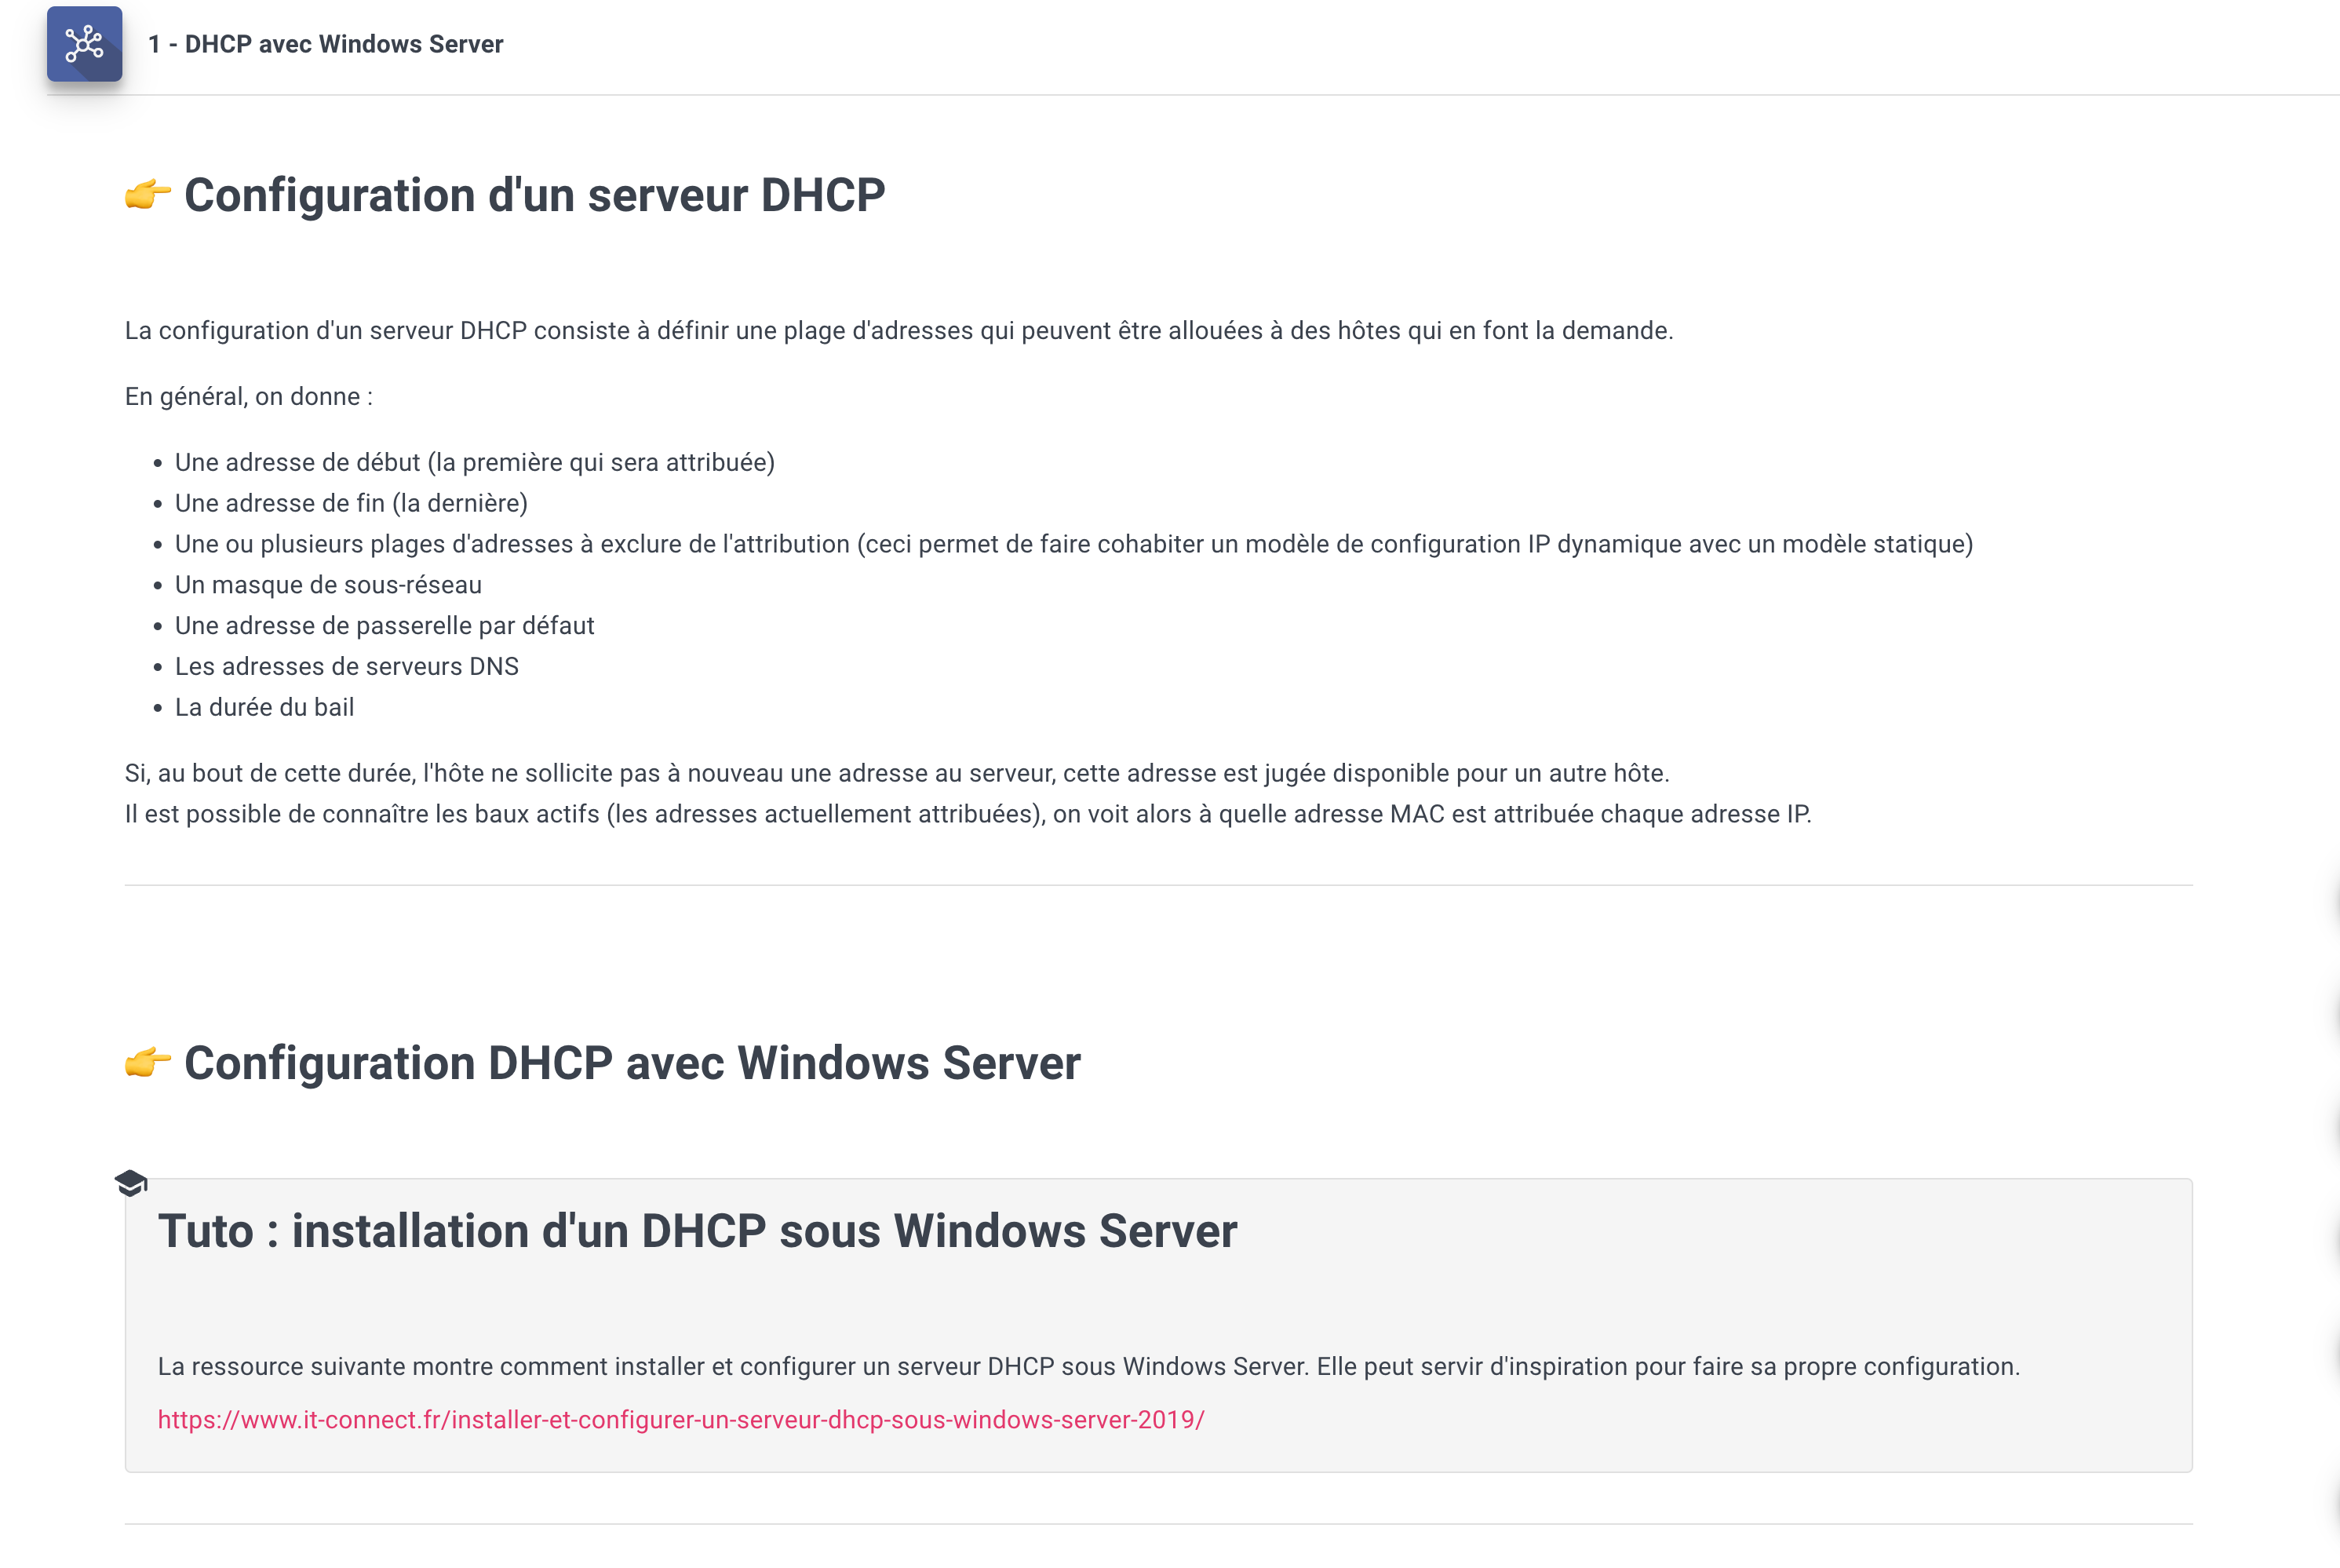 1 - DHCP avec Windows Server
👉 Configuration d'un serveur DHCP
La configuration d'un serveur DHCP consiste à définir une plage d'adresses qui peuvent être allouées à des hôtes qui en font la demande.
En général, on donne :
• Une adresse de début (la première qui sera attribuée)
• Une adresse de fin (la dernière)
• Une ou plusieurs plages d'adresses à exclure de l'attribution (ceci permet de faire cohabiter un modèle de configuration IP dynamique avec un modèle statique)
• Un masque de sous-réseau
• Une adresse de passerelle par défaut
• Les adresses de serveurs DNS
• La durée du bail
Si, au bout de cette durée, l'hôte ne sollicite pas à nouveau une adresse au serveur, cette adresse est jugée disponible pour un autre hôte.
Il est possible de connaître les baux actifs (les adresses actuellement attribuées), on voit alors à quelle adresse MAC est attribuée chaque adresse IP.
👉 Configuration DHCP avec Windows Server
Tuto : installation d'un DHCP sous Windows Server
La ressource suivante montre comment installer et configurer un serveur DHCP sous Windows Server. Elle peut servir d'inspiration pour faire sa propre configuration.
https://www.it-connect.fr/installer-et-configurer-un-serveur-dhcp-sous-windows-server-2019/